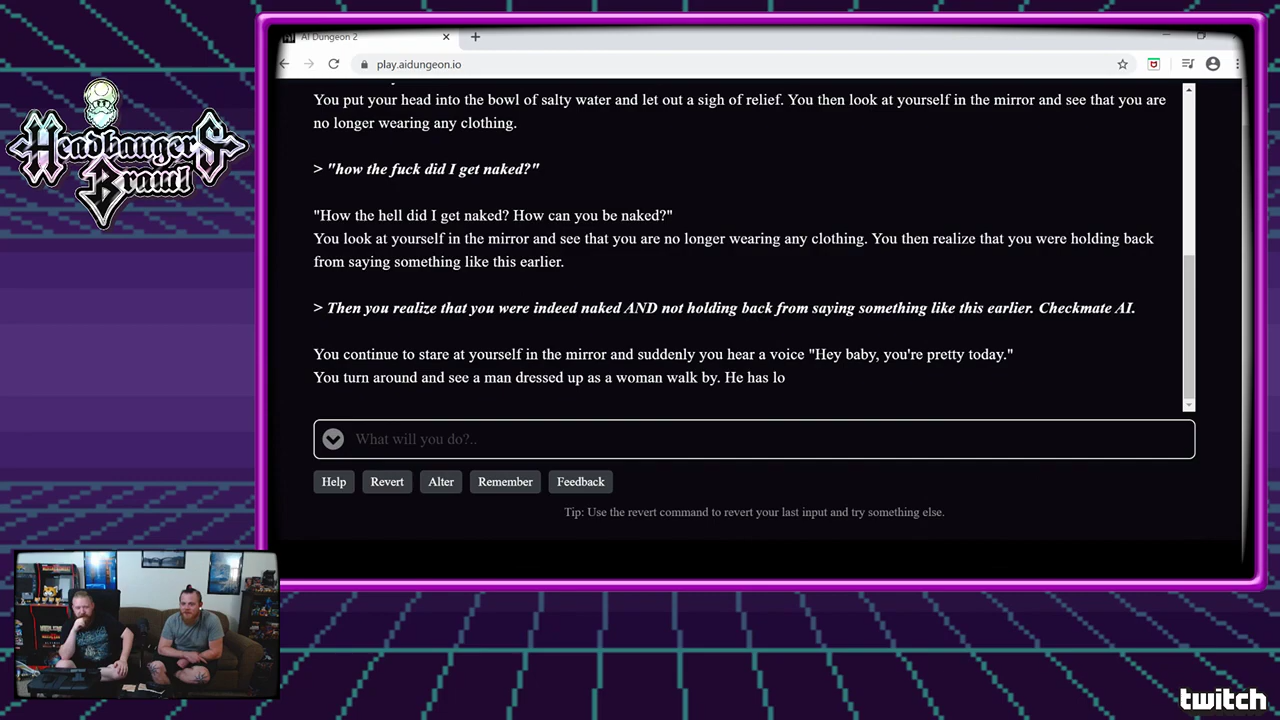 AI Dungeon 2
play.aidungeon.io
HeadbangerS
Brawl
You put your head into the bowl of salty water and let out a sigh of relief. You then look at yourself in the mirror and see that you are
no longer wearing any clothing.
> "how the fuck did I get naked?"
"How the hell did I get naked? How can you be naked?"
You look at yourself in the mirror and see that you are no longer wearing any clothing. You then realize that you were holding back
from saying something like this earlier.
> Then you realize that you were indeed naked AND not holding back from saying something like this earlier. Checkmate AI.
You continue to stare at yourself in the mirror and suddenly you hear a voice "Hey baby, you're pretty today."
You turn around and see a man dressed up as a woman walk by. He has lo
What will you do?..
Help Revert Alter Remember Feedback
Tip: Use the revert command to revert your last input and try something else.
twitch